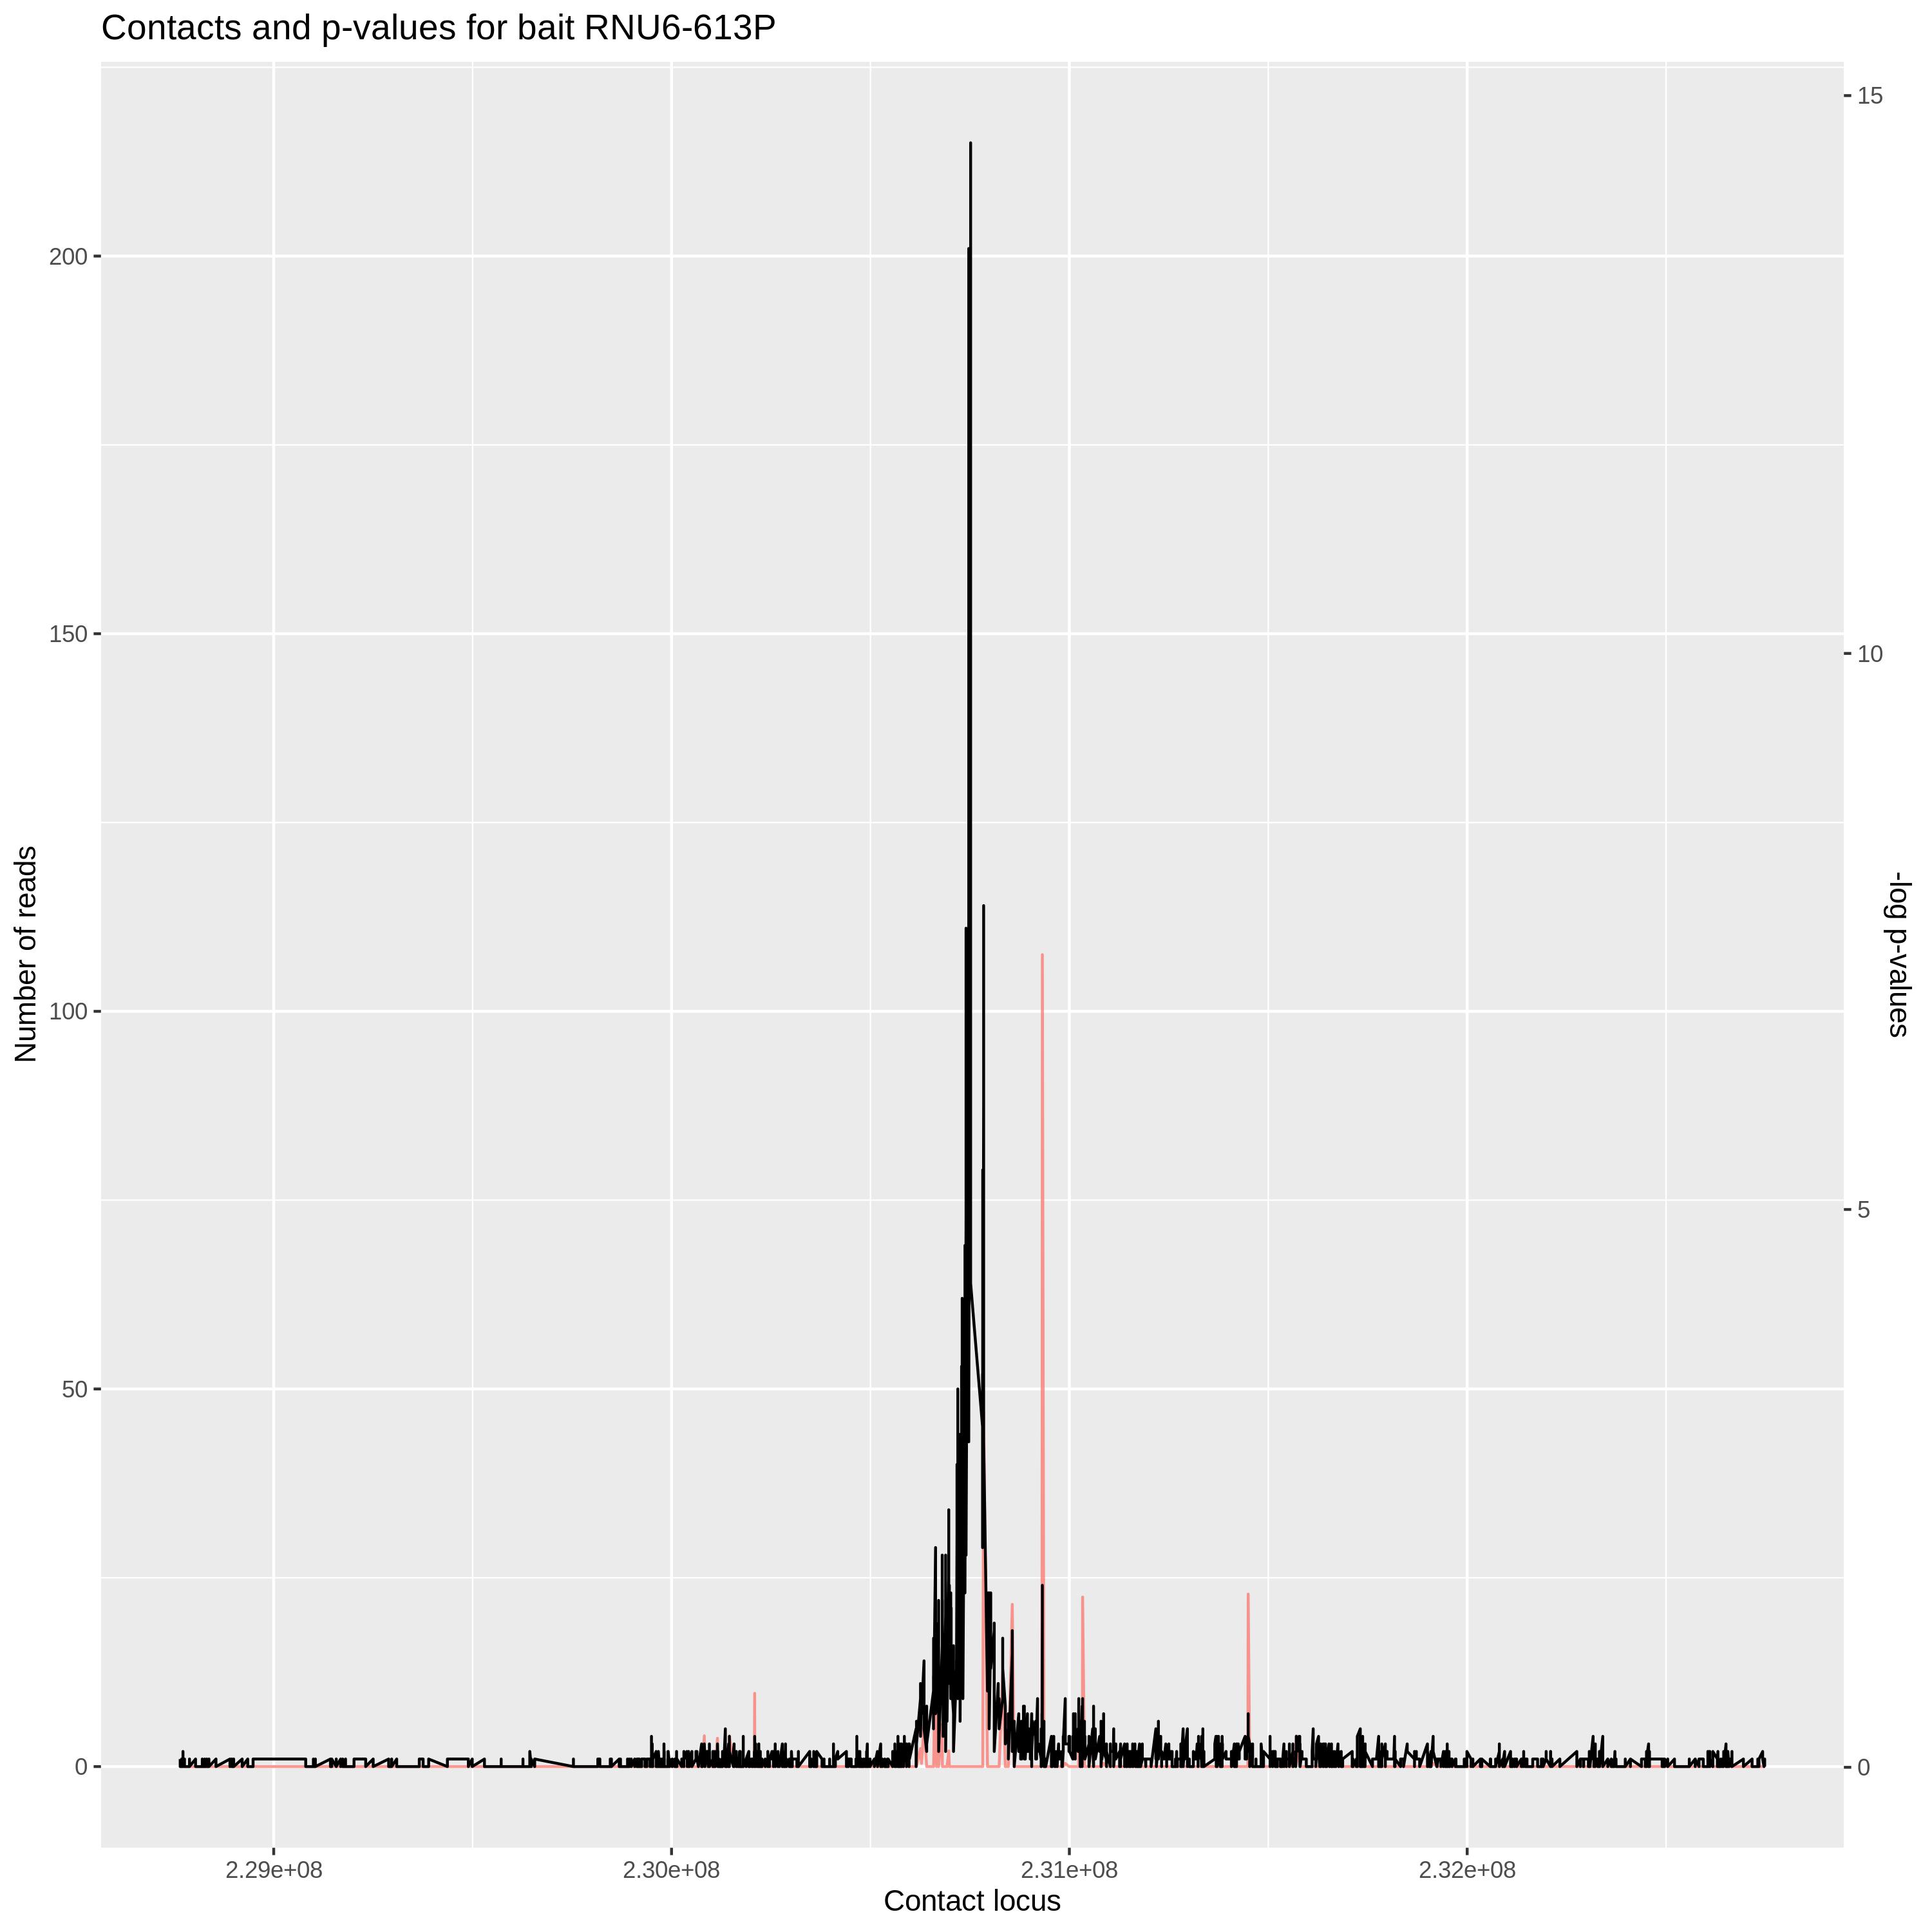 Contacts and p-values for bait RNU6-613P
15
200
150
10
Number of reads
-log p-values
100
5
50
0
0
2.29e+08
2.30e+08
2.31e+08
2.32e+08
Contact locus